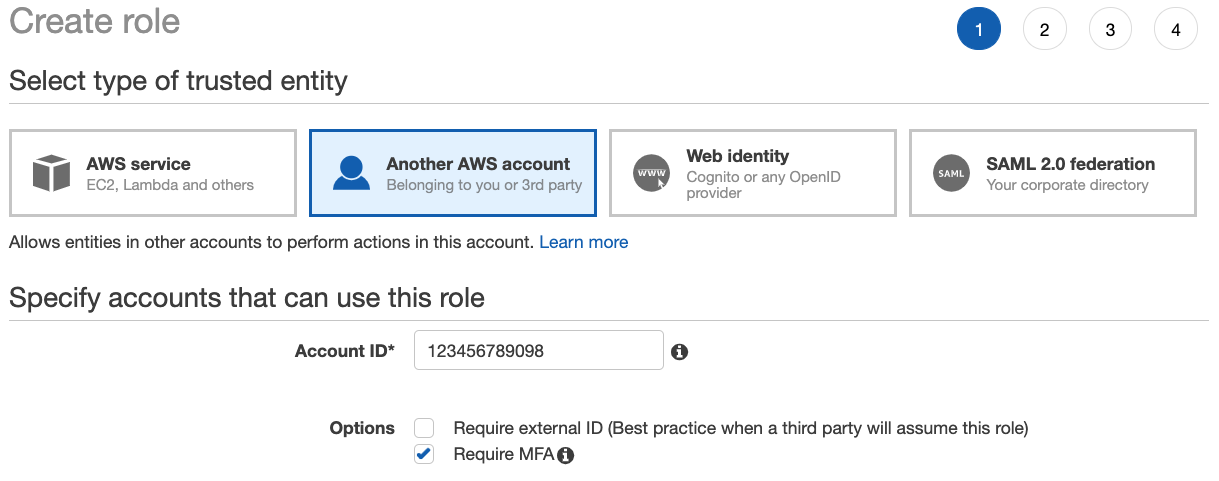 Create role
1 2 3 4
Select type of trusted entity
AWS service
EC2, Lambda and others
Another AWS account
Belonging to you or 3rd party
www
Web identity
Cognito or any OpenID
provider
SAML
SAML 2.0 federation
Your corporate directory
Allows entities in other accounts to perform actions in this account. Learn more
Specify accounts that can use this role
Account ID* 123456789098 i
Options Require external ID (Best practice when a third party will assume this role)
Require MFA i